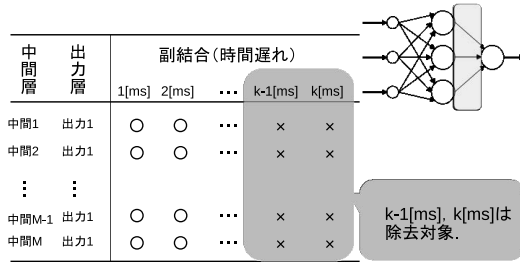 中間層 出力層 副結合(時間遅れ)
1[ms] 2[ms] … k-1[ms] k[ms]
中間1 出力1 ○ ○ … × ×
中間2 出力1 ○ ○ … × ×
⋮ ⋮
中間M-1 出力1 ○ ○ … × ×
中間M 出力1 ○ ○ … × ×
k-1[ms], k[ms]は
除去対象.